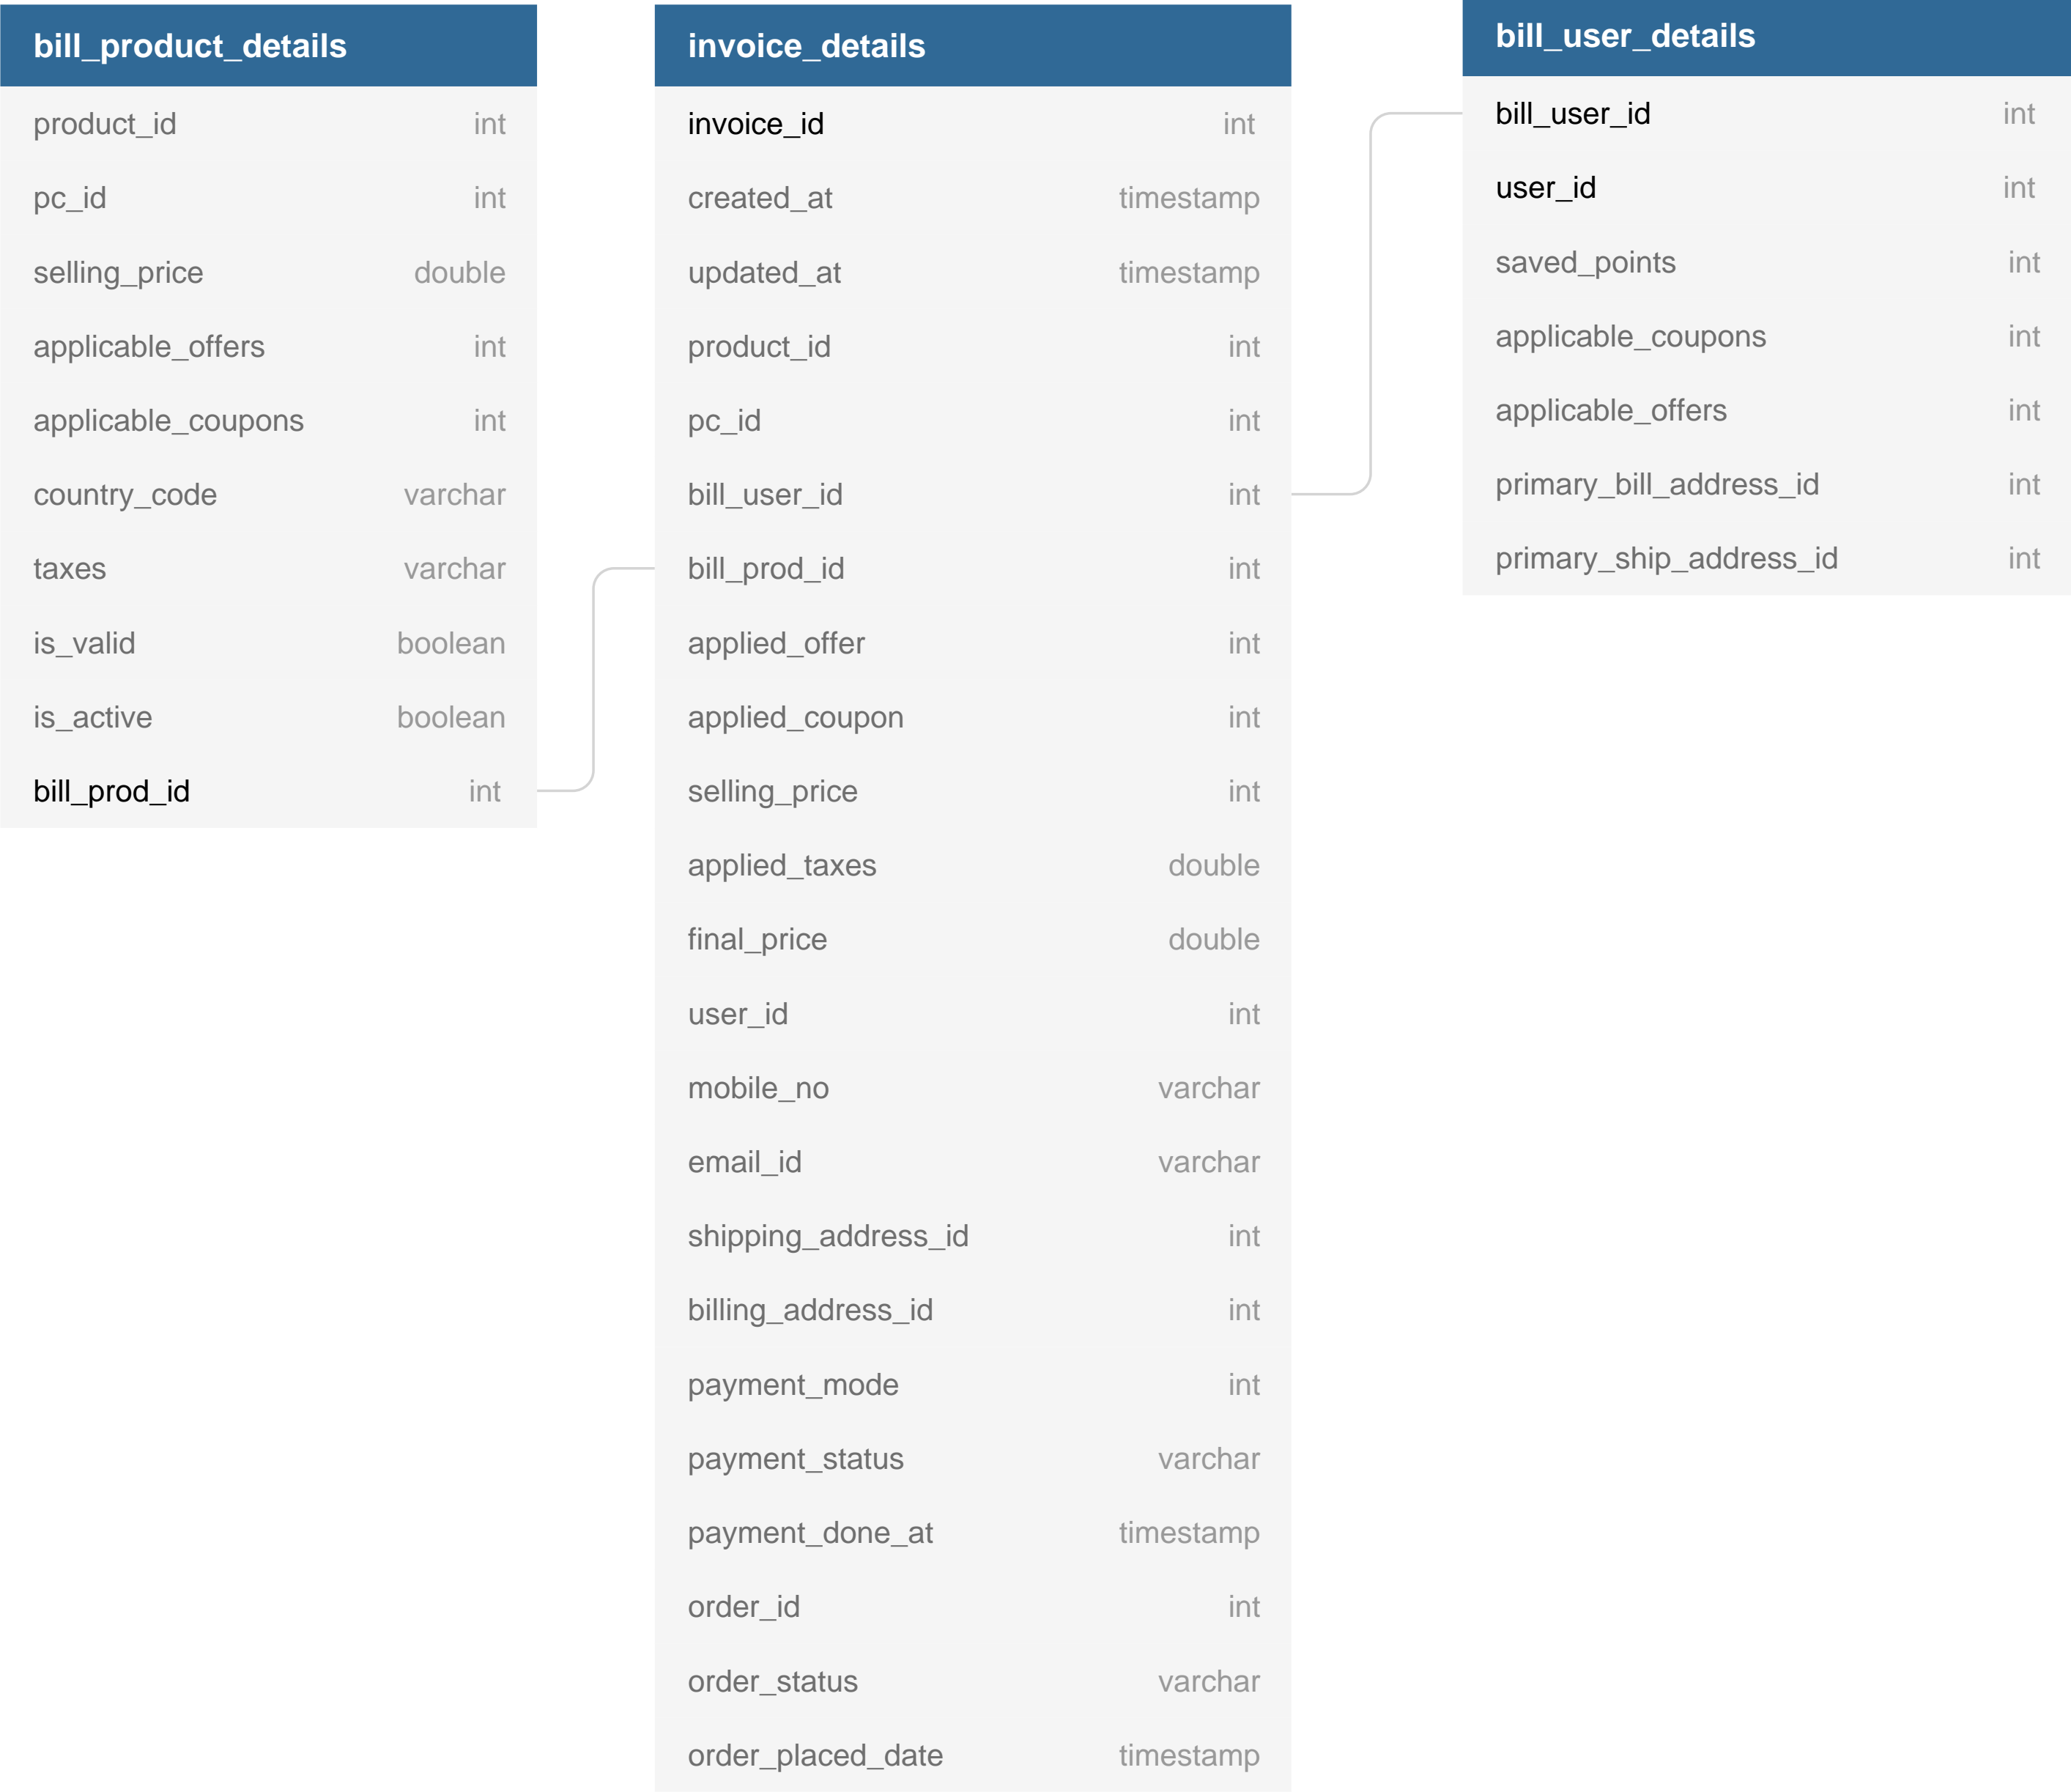 bill_product_details
product_id int
pc_id int
selling_price double
applicable_offers int
applicable_coupons int
country_code varchar
taxes varchar
is_valid boolean
is_active boolean
bill_prod_id int
invoice_details
invoice_id int
created_at timestamp
updated_at timestamp
product_id int
pc_id int
bill_user_id int
bill_prod_id int
applied_offer int
applied_coupon int
selling_price int
applied_taxes double
final_price double
user_id int
mobile_no varchar
email_id varchar
shipping_address_id int
billing_address_id int
payment_mode int
payment_status varchar
payment_done_at timestamp
order_id int
order_status varchar
order_placed_date timestamp
bill_user_details
bill_user_id int
user_id int
saved_points int
applicable_coupons int
applicable_offers int
primary_bill_address_id int
primary_ship_address_id int